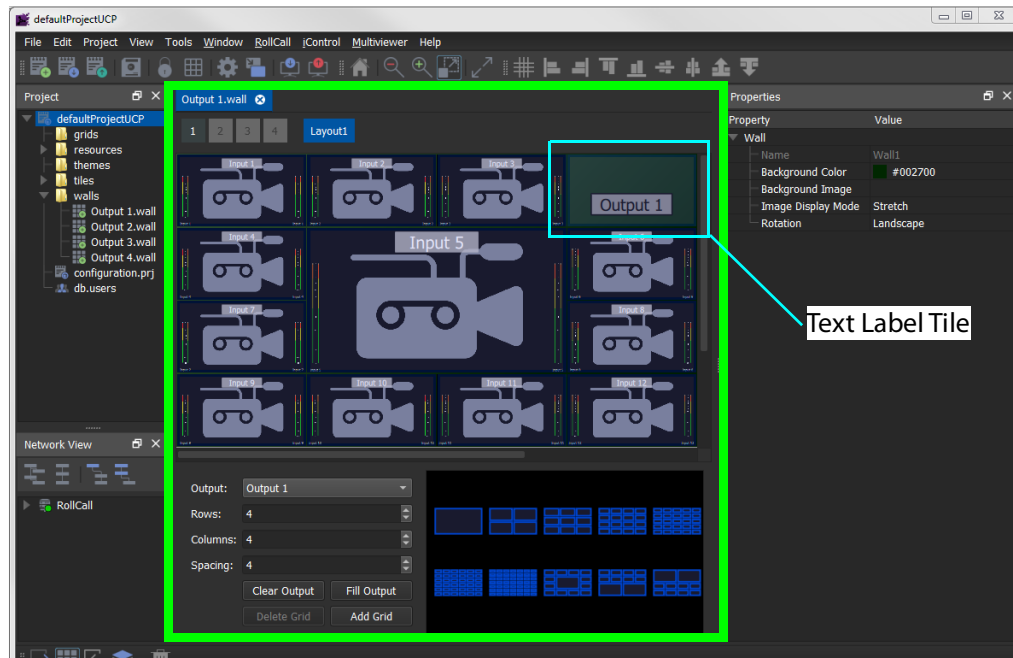 defaultProjectUCP
File Edit Project View Tools Window RollCall iControl Multiviewer Help
Project
defaultProjectUCP
grids
resources
themes
tiles
walls
Output 1.wall
Output 2.wall
Output 3.wall
Output 4.wall
configuration.prj
db.users
Network View
RollCall
Output 1.wall
1 2 3 4 Layout1
Input 1 Input 2 Input 3
Output 1
Input 4 Input 5
Input 7 Input 8
Input 9 Input 10 Input 11 Input 12
Output: Output 1
Rows: 4
Columns: 4
Spacing: 4
Clear Output Fill Output
Delete Grid Add Grid
Properties
Property Value
Wall
Name Wall1
Background Color #002700
Background Image
Image Display Mode Stretch
Rotation Landscape
Text Label Tile